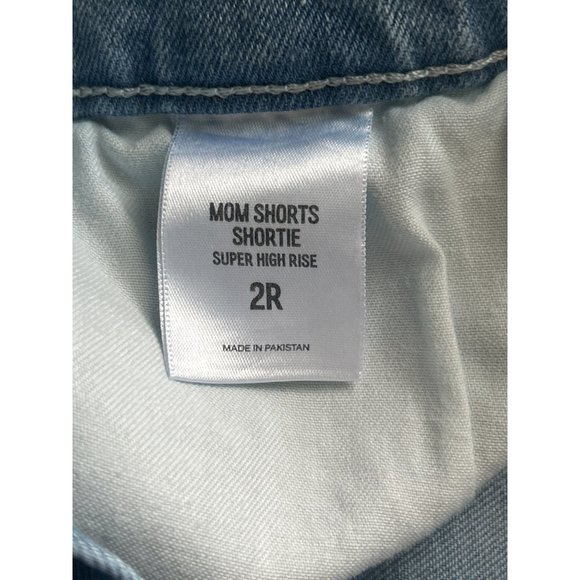 MOM SHORTS
SHORTIE
SUPER HIGH RISE
2R
MADE IN PAKISTAN